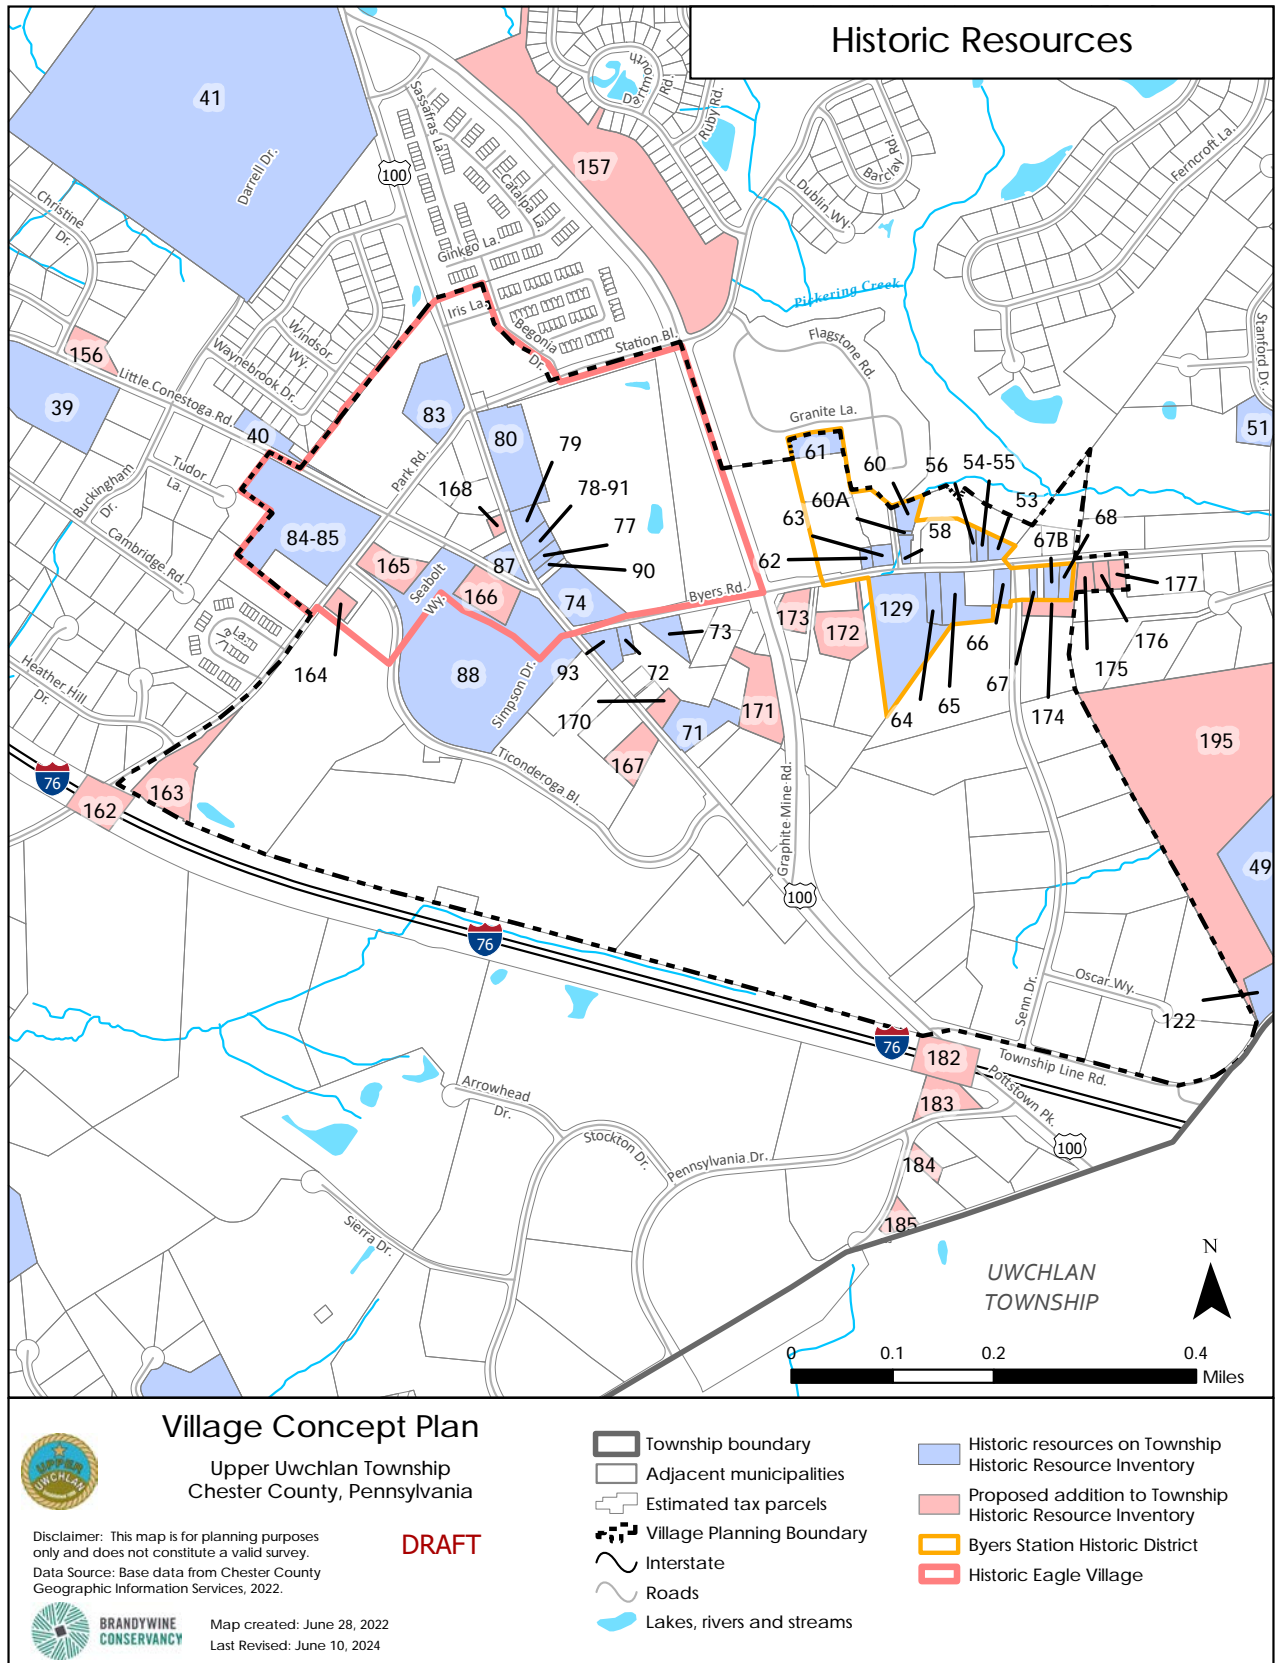 Historic Resources
41
Darrell Dr.
Christine
Dr.
100
Sassafras La.
Catalpa
La.
Ginkgo La.
Iris La.
Begonia
Dr.
Station Bl.
Dartmouth
Rd.
Ruby Rd.
157
Barclay
Rd.
Dublin Wy.
Ferncroft La.
Pickering Creek
Flagstone Rd.
Granite La.
Stanford Dr.
Windsor
Wy.
Waynebrook Dr.
156
Little Conestoga Rd.
39
40
Buckingham
Dr.
Tudor
La.
Cambridge Rd.
Park Rd.
83
80
79
78-91
77
90
168
87
84-85
165
166
Seabolt
Wy.
74
164
88
Simpson Dr.
93
72
73
Byers Rd.
170
71
167
171
172
173
Heather Hill
Dr.
La.
61
60
60A
63
62
56
54-55
53
58
67B
68
51
129
64
65
66
67
174
175
176
177
195
49
122
76
162
163
Ticonderoga Bl.
Graphite Mine Rd.
100
76
76
Senn Dr.
Oscar Wy.
Township Line Rd.
Pottstown Pk.
100
182
183
184
185
Arrowhead
Dr.
Stockton Dr.
Pennsylvania Dr.
Sierra Dr.
UWCHLAN
TOWNSHIP
N
0 0.1 0.2 0.4
Miles
Village Concept Plan
Upper Uwchlan Township
Chester County, Pennsylvania
UPPER
UWCHLAN
Disclaimer: This map is for planning purposes
only and does not constitute a valid survey.
Data Source: Base data from Chester County
Geographic Information Services, 2022.
DRAFT
BRANDYWINE
CONSERVANCY
Map created: June 28, 2022
Last Revised: June 10, 2024
Township boundary
Adjacent municipalities
Estimated tax parcels
Village Planning Boundary
Interstate
Roads
Lakes, rivers and streams
Historic resources on Township
Historic Resource Inventory
Proposed addition to Township
Historic Resource Inventory
Byers Station Historic District
Historic Eagle Village